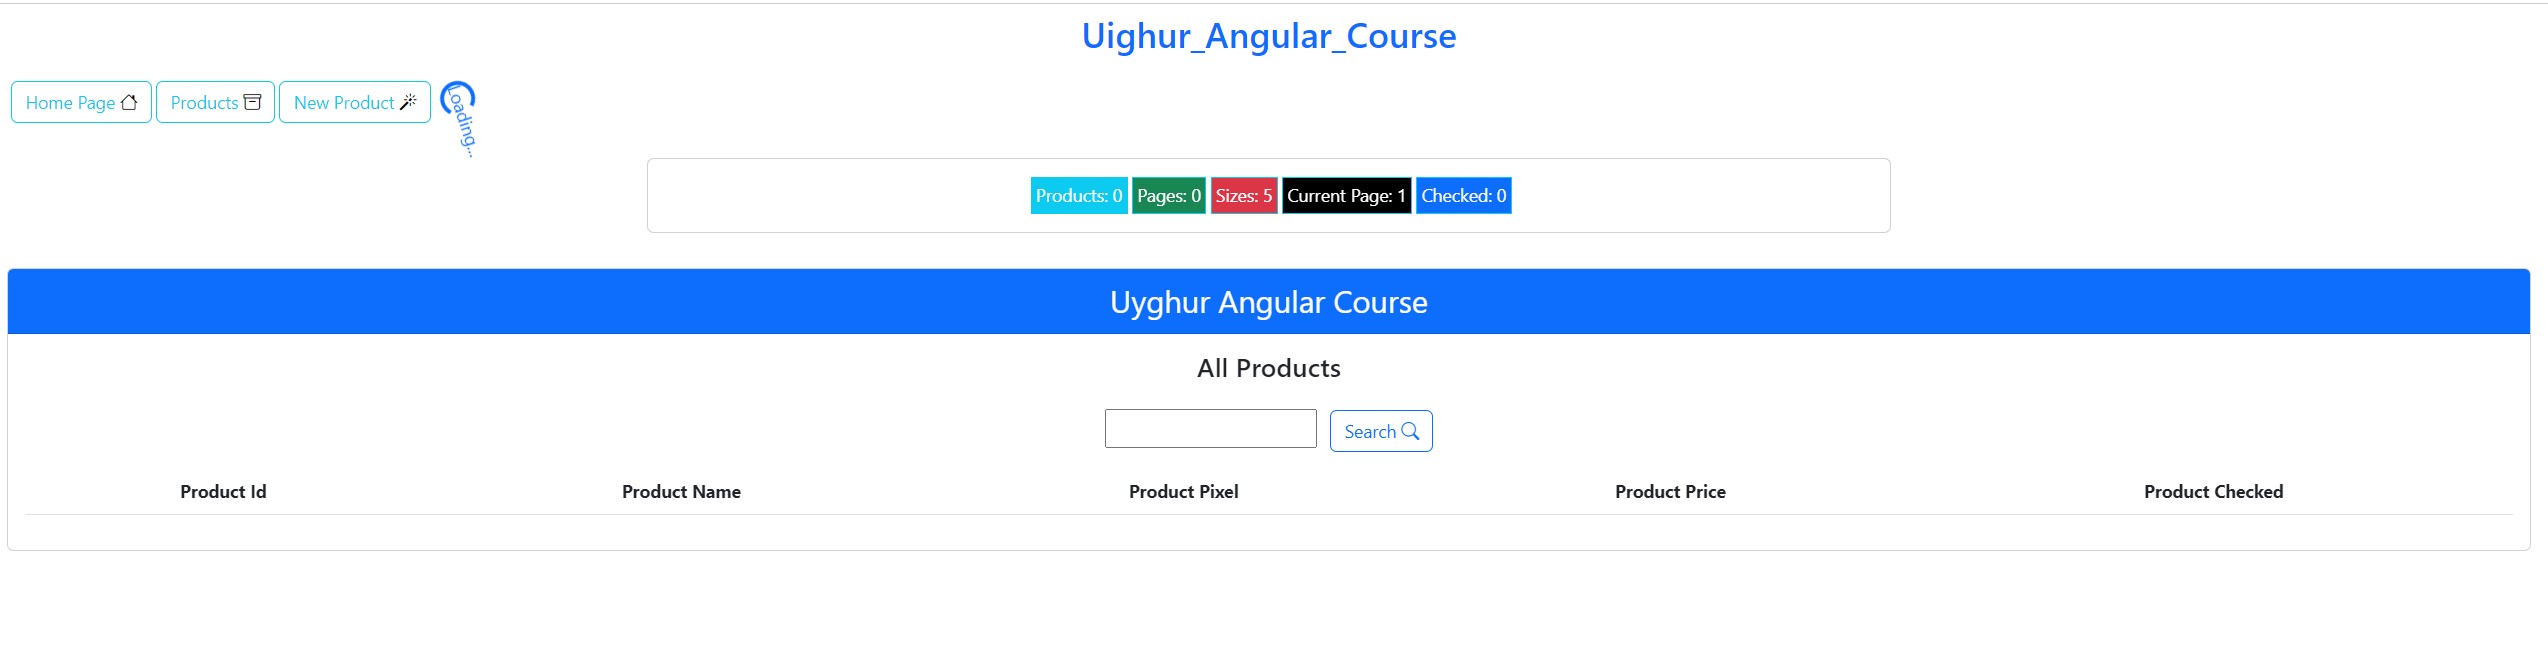 Uighur_Angular_Course
Home Page Products New Product Loading...
Products: 0 Pages: 0 Sizes: 5 Current Page: 1 Checked: 0
Uyghur Angular Course
All Products
Search
Product Id Product Name Product Pixel Product Price Product Checked